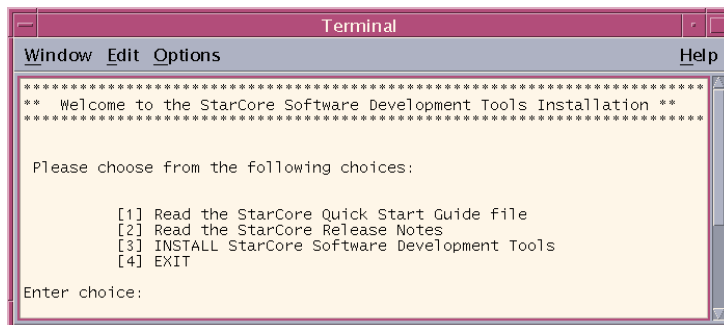 Terminal
Window Edit Options Help
************************************************************************
** Welcome to the StarCore Software Development Tools Installation **
************************************************************************
Please choose from the following choices:
[1] Read the StarCore Quick Start Guide file
[2] Read the StarCore Release Notes
[3] INSTALL StarCore Software Development Tools
[4] EXIT
Enter choice: